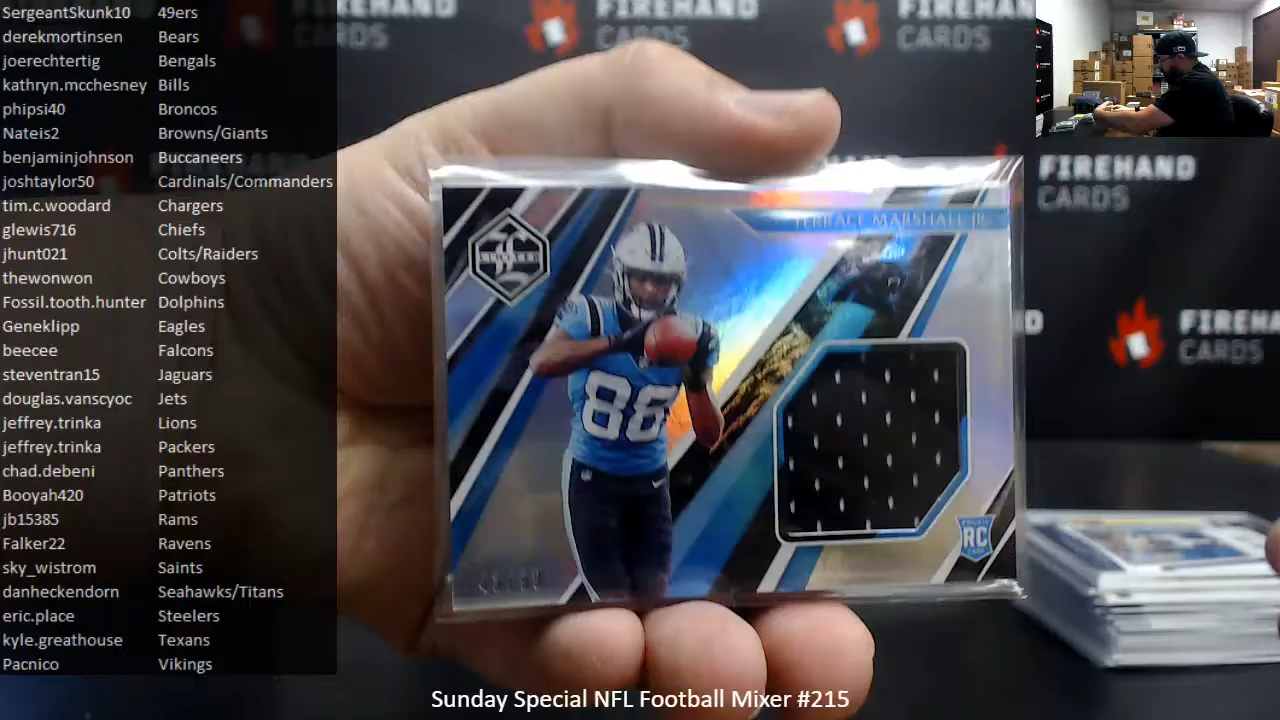 SergeantSkunk10 49ers
derekmortinsen Bears
joerechtertig Bengals
kathryn.mcchesney Bills
phipsi40 Broncos
Nateis2 Browns/Giants
benjaminjohnson Buccaneers
joshtaylor50 Cardinals/Commanders
tim.c.woodard Chargers
glewis716 Chiefs
jhunt021 Colts/Raiders
thewonwon Cowboys
Fossil.tooth.hunter Dolphins
Geneklipp Eagles
beecee Falcons
steventran15 Jaguars
douglas.vanscyoc Jets
jeffrey.trinka Lions
jeffrey.trinka Packers
chad.debeni Panthers
Booyah420 Patriots
jb15385 Rams
Falker22 Ravens
sky_wistrom Saints
danheckendorn Seahawks/Titans
eric.place Steelers
kyle.greathouse Texans
Pacnico Vikings
FIREHAND
CARDS
FIREHAND
CARDS
TERRACE MARSHALL JR.
LIMITED
88
88
RC
FIREHAND
CARDS
FIREHA
CARDS
Sunday Special NFL Football Mixer #215